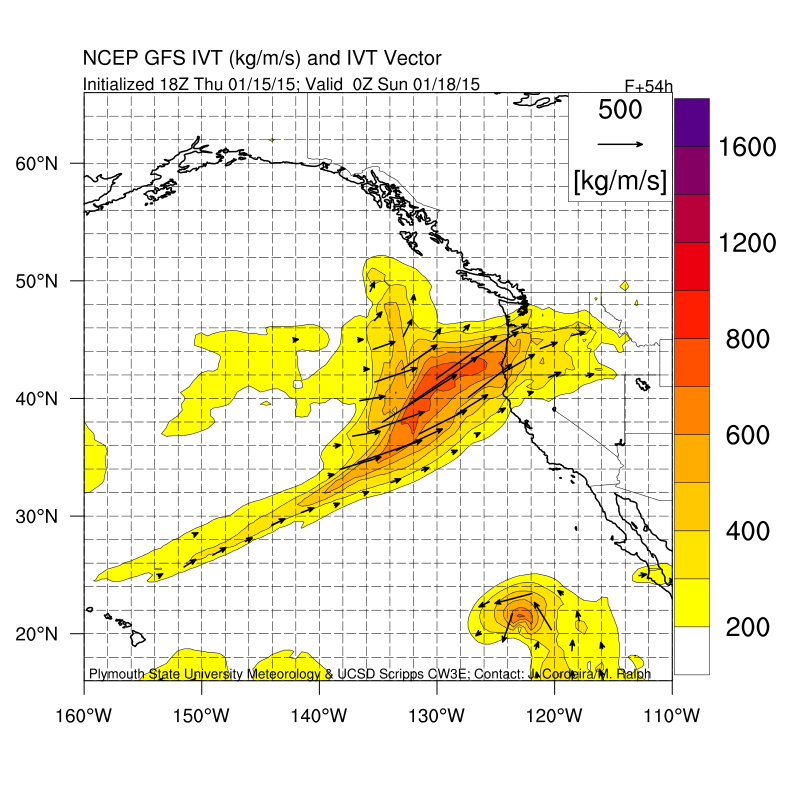 NCEP GFS IVT (kg/m/s) and IVT Vector
Initialized 18Z Thu 01/15/15; Valid 0Z Sun 01/18/15
F+54h
500
[kg/m/s]
1600
1200
800
600
400
200
60°N
50°N
40°N
30°N
20°N
Plymouth State University Meteorology & UCSD Scripps CW3E; Contact: J. Cordeira/M. Ralph
160°W 150°W 140°W 130°W 120°W 110°W